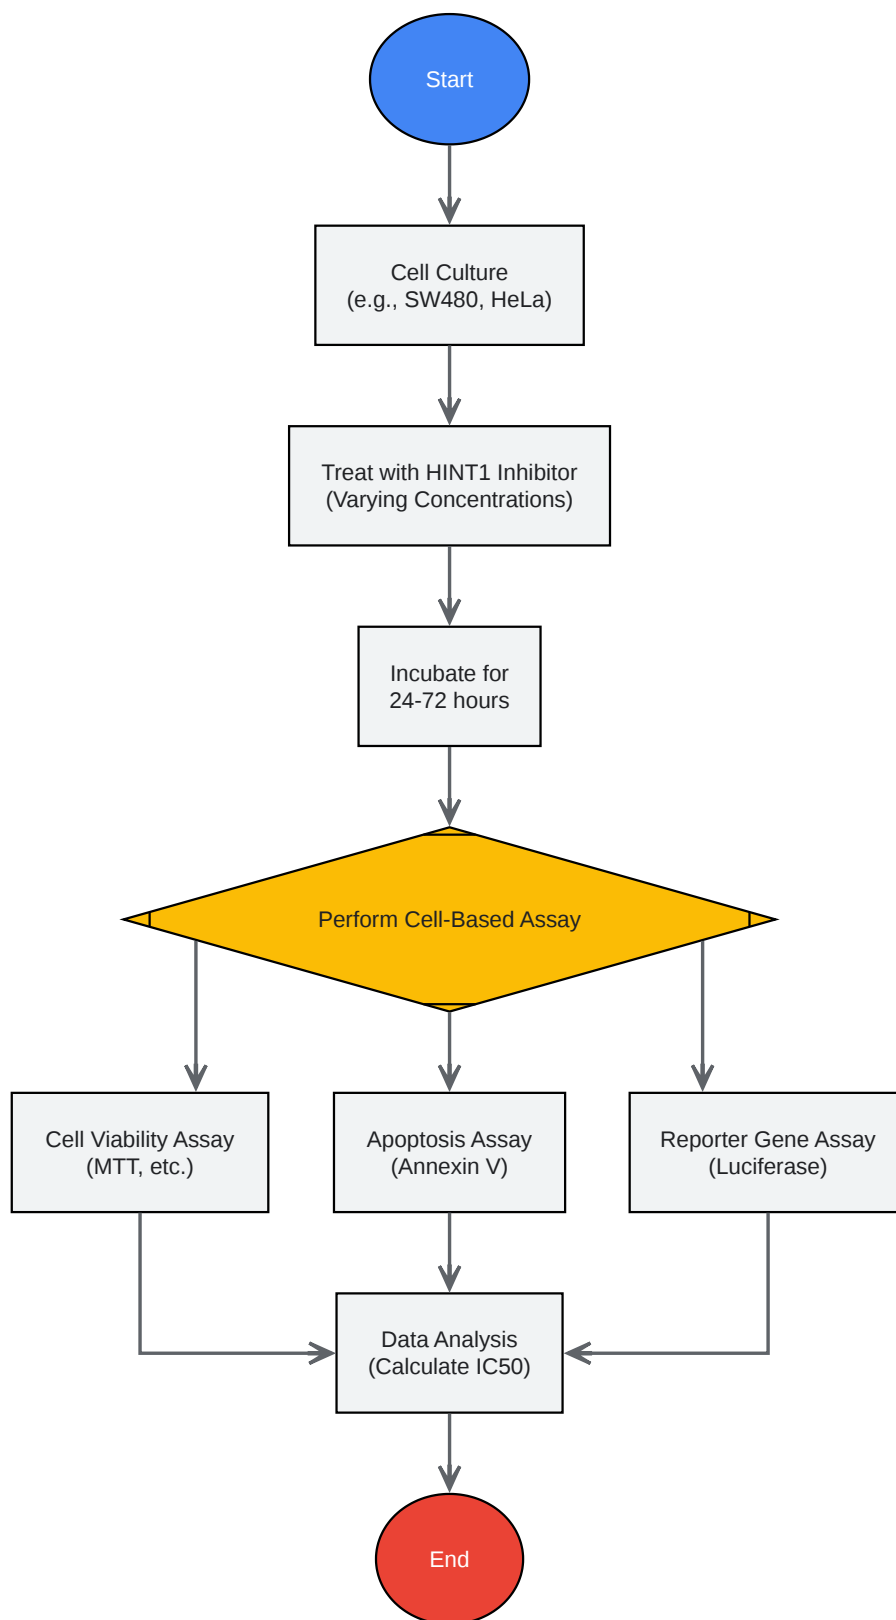 Start
Cell Culture
(e.g., SW480, HeLa)
Treat with HINT1 Inhibitor
(Varying Concentrations)
Incubate for
24-72 hours
Perform Cell-Based Assay
Cell Viability Assay
(MTT, etc.)
Apoptosis Assay
(Annexin V)
Reporter Gene Assay
(Luciferase)
Data Analysis
(Calculate IC50)
End